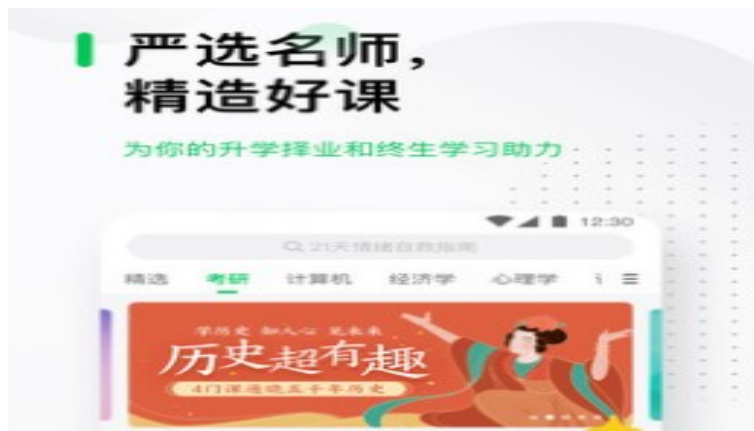 严选名师，
精造好课
为你的升学择业和终生学习助力
12:30
21天情绪自救指南
精选 考研 计算机 经济学 心理学
学历史 知人心 见未来
历史超有趣
4门课通晓五千年历史